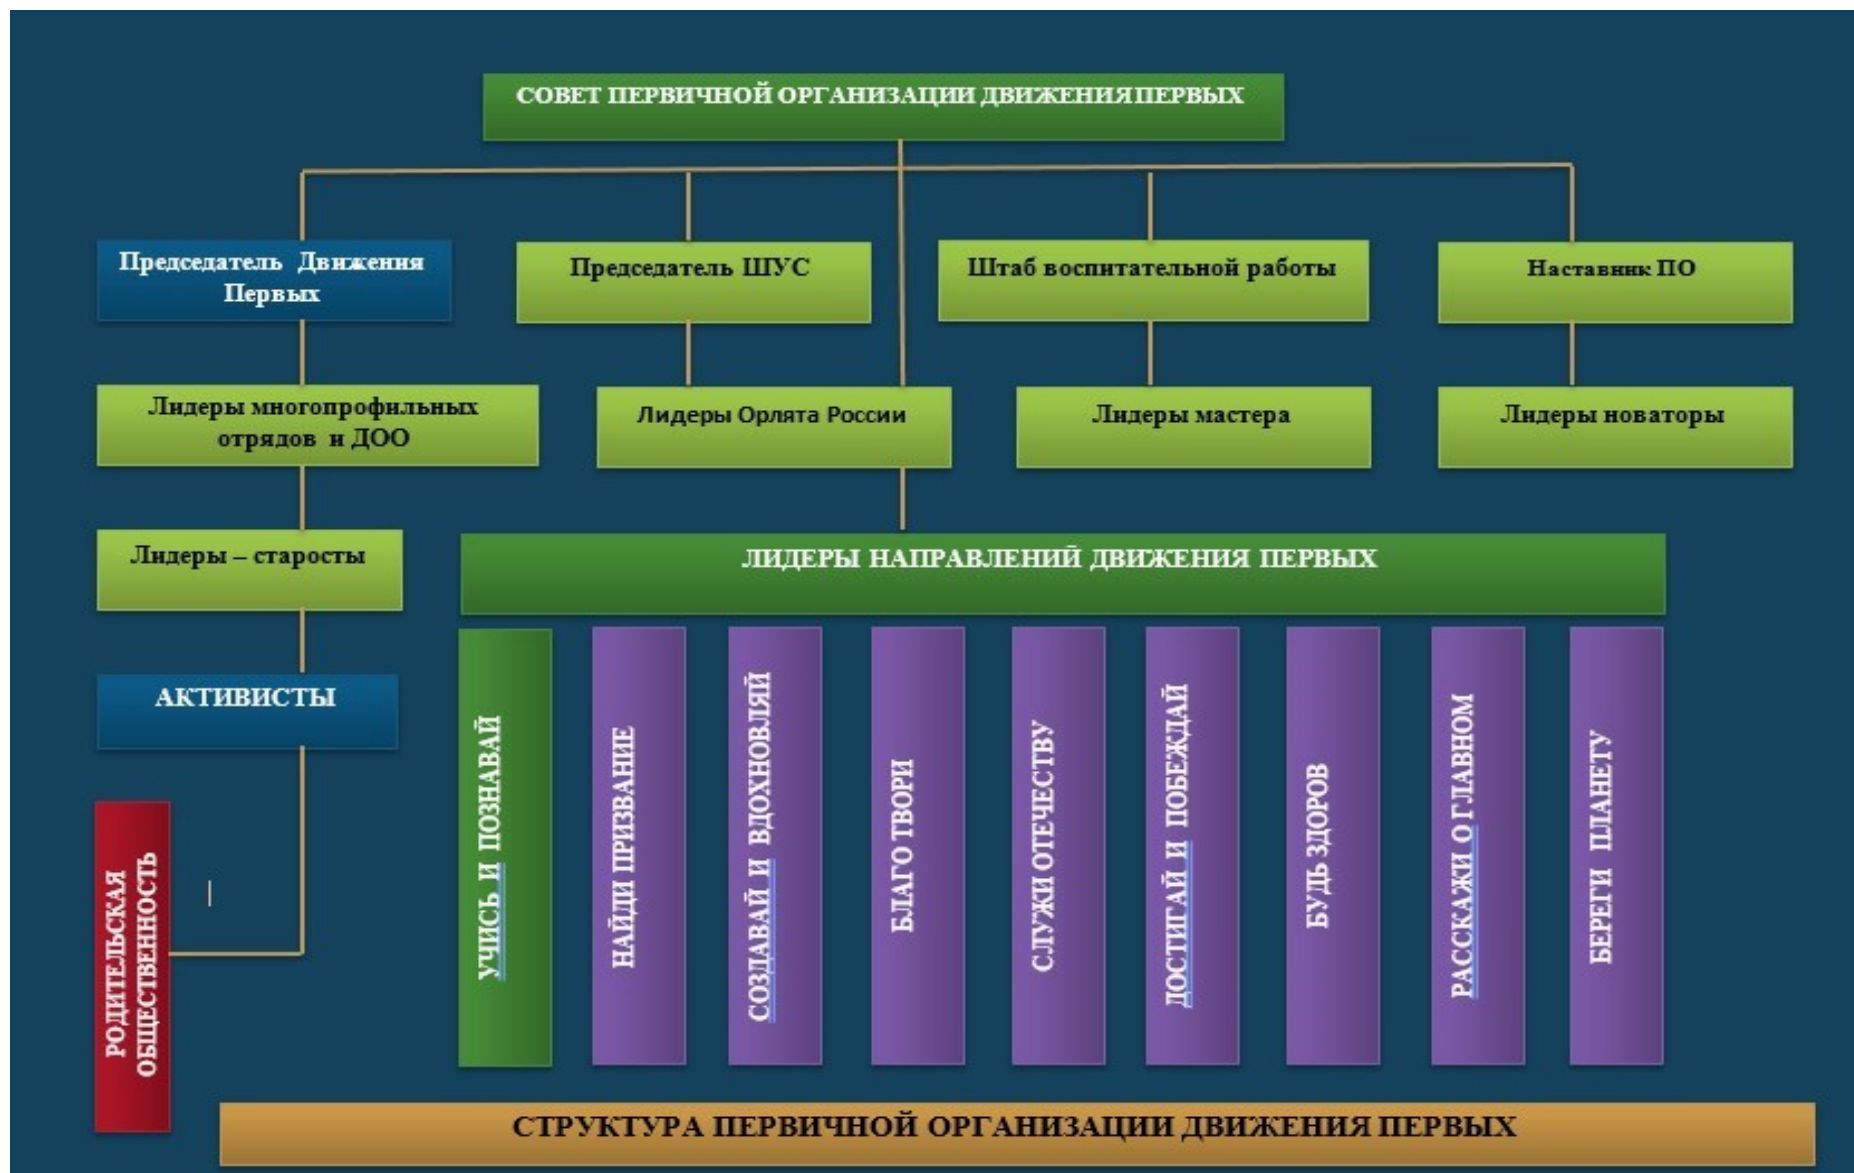 СОВЕТ ПЕРВИЧНОЙ ОРГАНИЗАЦИИ ДВИЖЕНИЯ ПЕРВЫХ
Председатель Движения
Первых
Председатель ШУС
Штаб воспитательной работы
Наставник ПО
Лидеры многопрофильных
отрядов и ДОО
Лидеры Орлята России
Лидеры мастера
Лидеры новаторы
Лидеры – старосты
ЛИДЕРЫ НАПРАВЛЕНИЙ ДВИЖЕНИЯ ПЕРВЫХ
АКТИВИСТЫ
РОДИТЕЛЬСКАЯ
ОБЩЕСТВЕННОСТЬ
УЧИСЬ И ПОЗНАВАЙ
НАЙДИ ПРИЗВАНИЕ
СОЗДАВАЙ И ВДОХНОВЛЯЙ
БЛАГО ТВОРИ
СЛУЖИ ОТЕЧЕСТВУ
ДОСТИГАЙ И ПОБЕЖДАЙ
БУДЬ ЗДОРОВ
РАССКАЖИ О ГЛАВНОМ
БЕРЕГИ ПЛАНЕТУ
СТРУКТУРА ПЕРВИЧНОЙ ОРГАНИЗАЦИИ ДВИЖЕНИЯ ПЕРВЫХ